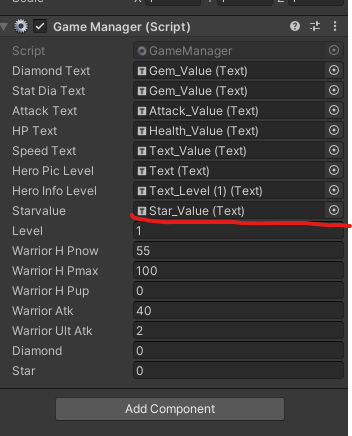 Game Manager (Script)
Script GameManager
Diamond Text Gem_Value (Text)
Stat Dia Text Gem_Value (Text)
Attack Text Attack_Value (Text)
HP Text Health_Value (Text)
Speed Text Text_Value (Text)
Hero Pic Level Text (Text)
Hero Info Level Text_Level (1) (Text)
Starvalue Star_Value (Text)
Level 1
Warrior H Pnow 55
Warrior H Pmax 100
Warrior H Pup 0
Warrior Atk 40
Warrior Ult Atk 2
Diamond 0
Star 0
Add Component